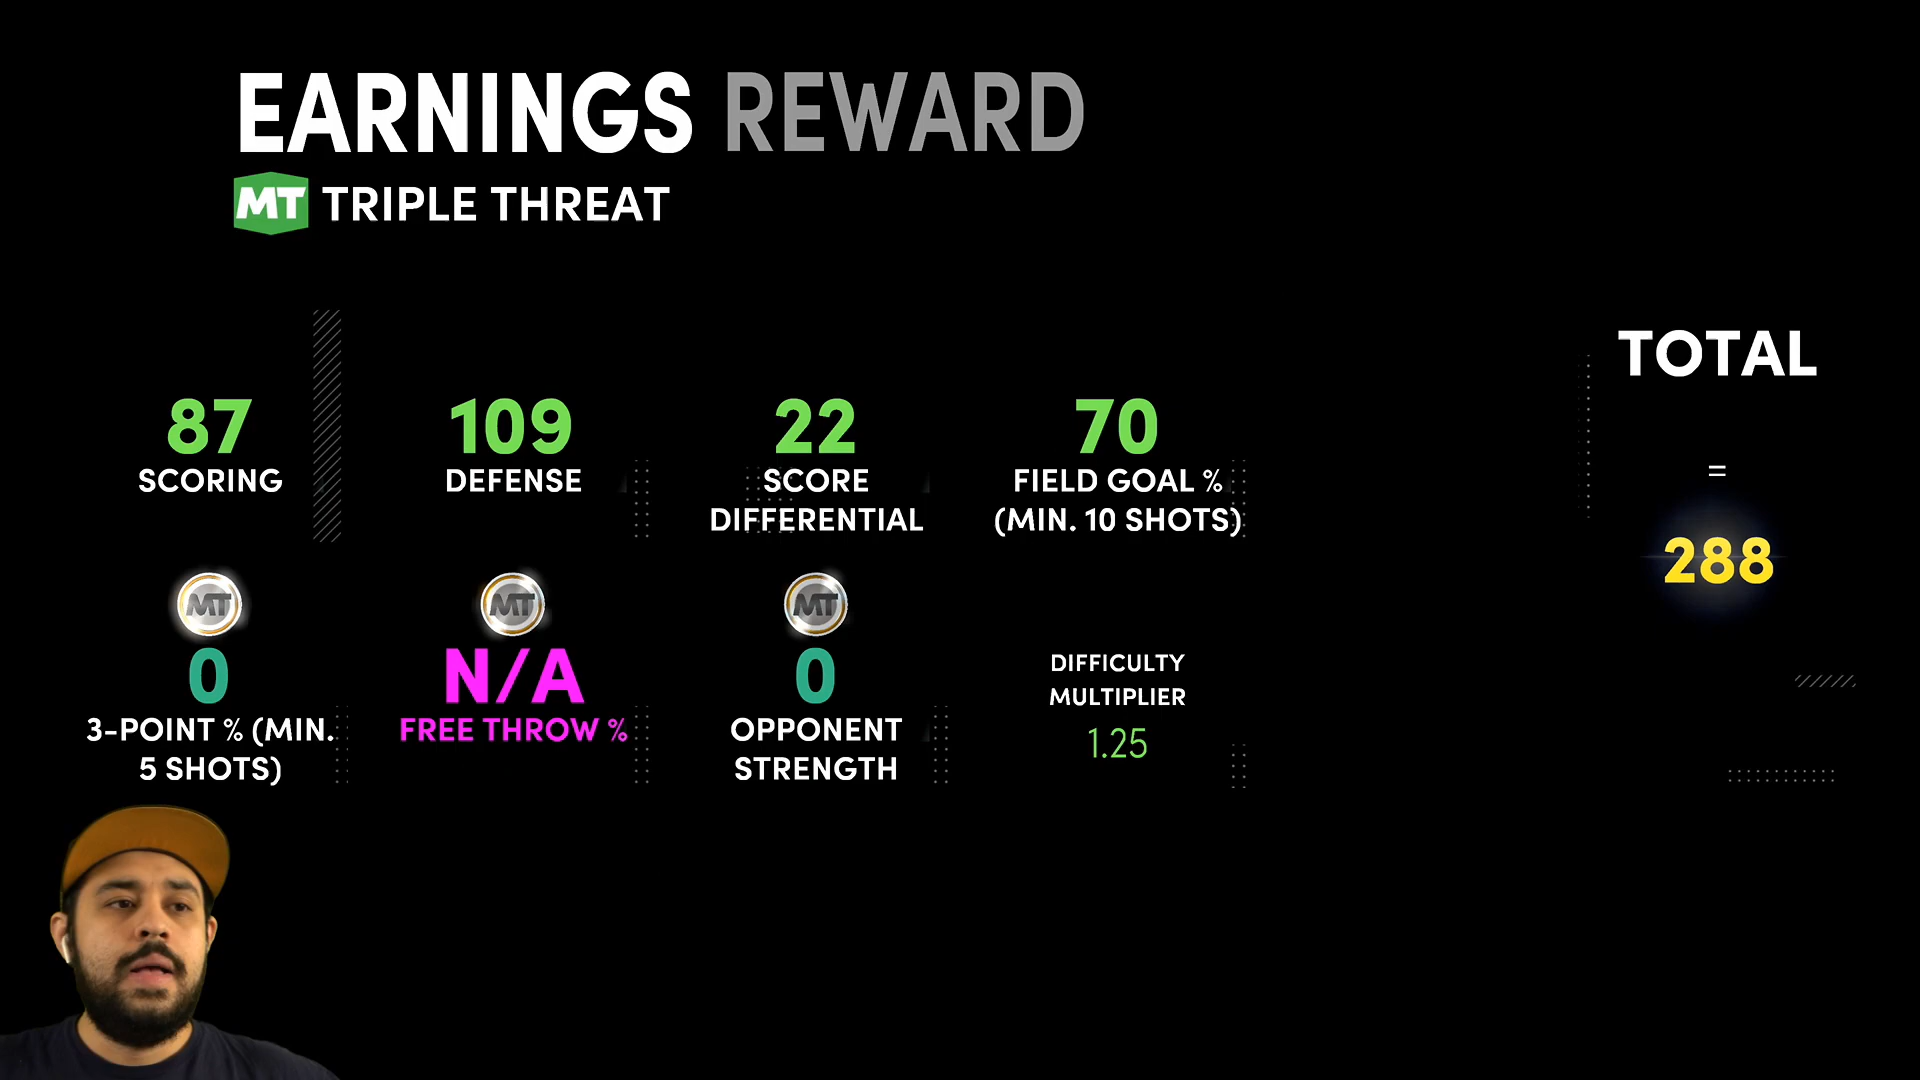 EARNINGS REWARD
MT TRIPLE THREAT
TOTAL
87
SCORING
109
DEFENSE
22
SCORE
DIFFERENTIAL
70
FIELD GOAL %
(MIN. 10 SHOTS)
=
288
MT
0
3-POINT % (MIN.
5 SHOTS)
MT
N/A
FREE THROW %
MT
0
OPPONENT
STRENGTH
DIFFICULTY
MULTIPLIER
1.25